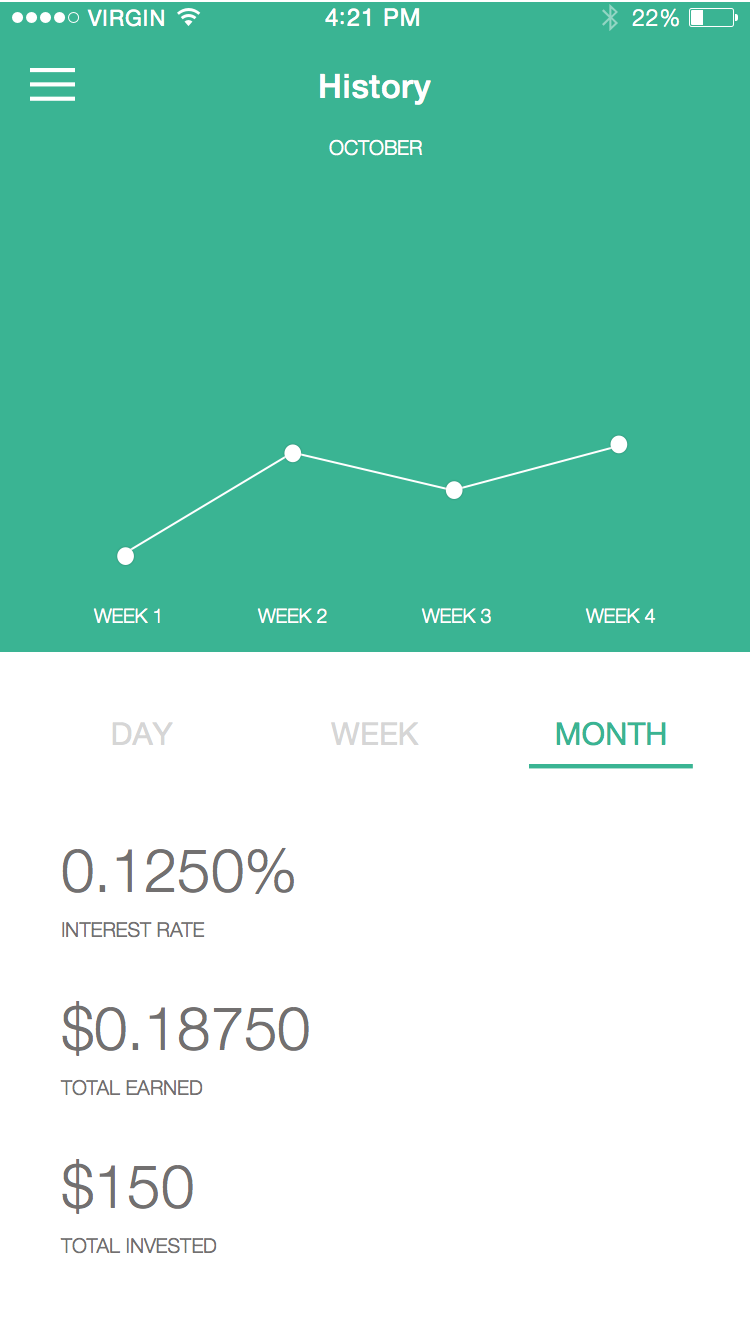 VIRGIN 4:21 PM 22%
History
OCTOBER
WEEK 1 WEEK 2 WEEK 3 WEEK 4
DAY WEEK MONTH
0.1250%
INTEREST RATE
$0.18750
TOTAL EARNED
$150
TOTAL INVESTED